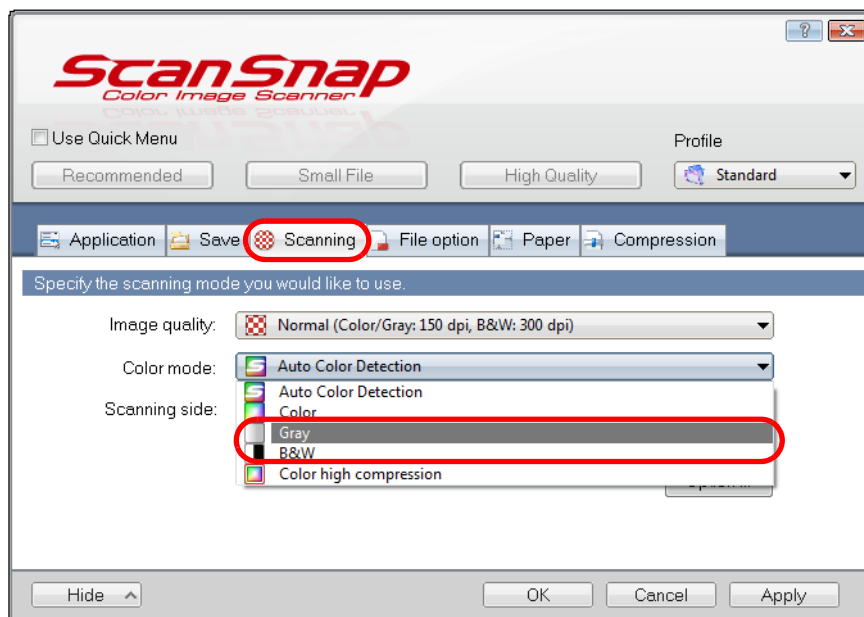 ScanSnap
Color Image Scanner
Use Quick Menu
Profile
Recommended Small File High Quality Standard
Application Save Scanning File option Paper Compression
Specify the scanning mode you would like to use.
Image quality: Normal (Color/Gray: 150 dpi, B&W: 300 dpi)
Color mode: Auto Color Detection
Auto Color Detection
Scanning side: Color
Gray
B&W
Color high compression
Hide OK Cancel Apply